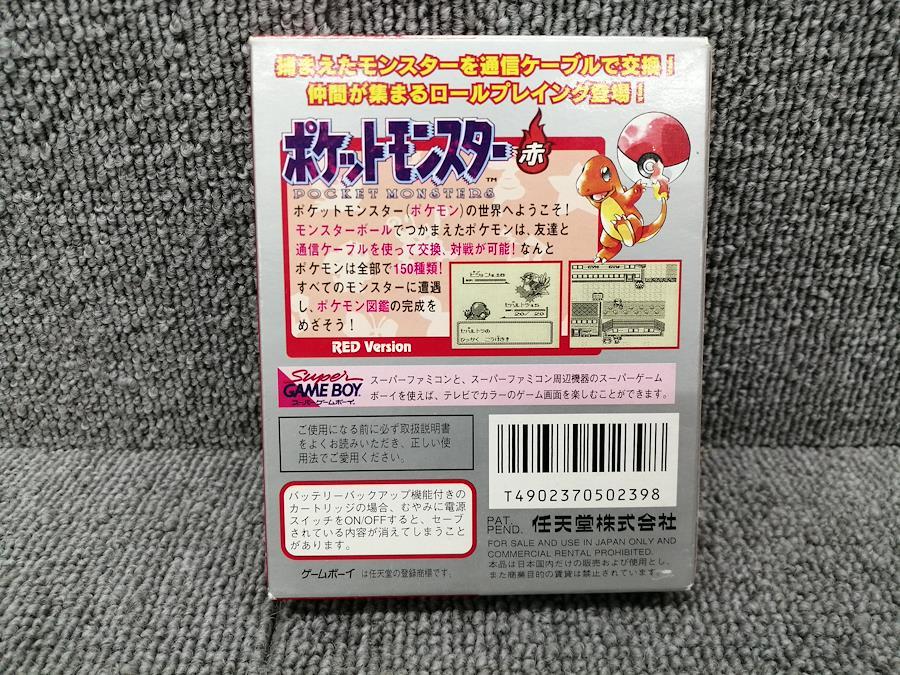 捕まえたモンスターを通信ケーブルで交換!
仲間が集まるロールプレイング登場!
ポケットモンスター 赤
TM
POCKET MONSTERS
ポケットモンスター(ポケモン)の世界へようこそ!
モンスターボールでつかまえたポケモンは、友達と
通信ケーブルを使って交換、対戦が可能!なんと
ポケモンは全部で150種類!
すべてのモンスターに遭遇
し、ポケモン図鑑の完成を
めざそう!
20/ 20
ひっかく こうげき
RED Version
Super
GAME BOY
スーパーゲームボーイ
スーパーファミコンと、スーパーファミコン周辺機器のスーパーゲーム
ボーイを使えば、テレビでカラーのゲーム画面を楽しむことができます。
ご使用になる前に必ず取扱説明書
をよくお読みいただき、正しい使
用法でご愛用ください。
T4902370502398
バッテリーバックアップ機能付きの
カートリッジの場合、むやみに電源
スイッチをON/OFFすると、セーブ
されている内容が消えてしまうこと
があります。
PAT. PEND. 任天堂株式会社
FOR SALE AND USE IN JAPAN ONLY AND
COMMERCIAL RENTAL PROHIBITED.
本品は日本国内だけの販売および使用とし、
また商業目的の賃貸は禁止されています。
ゲームボーイ は任天堂の登録商標です。